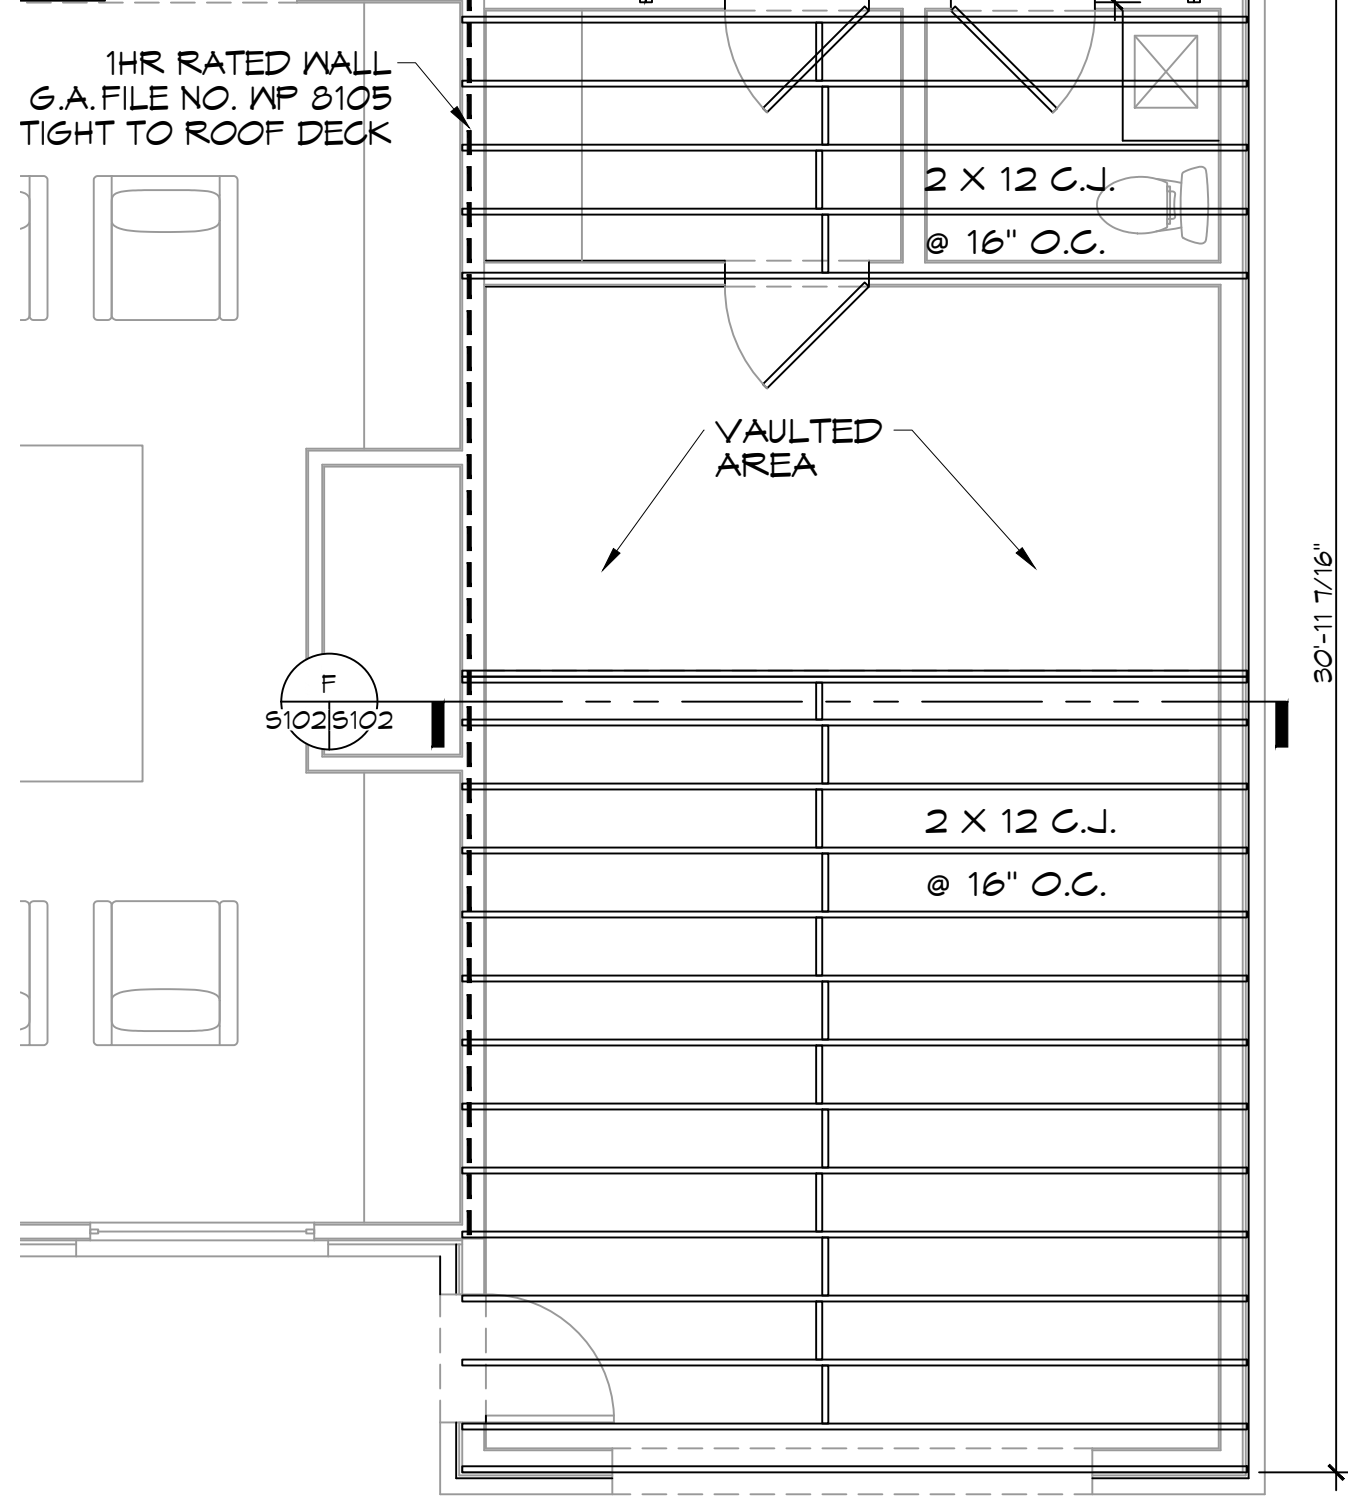 1HR RATED WALL
G.A. FILE NO. WP 8105
TIGHT TO ROOF DECK
2 X 12 C.J.
@ 16" O.C.
VAULTED
AREA
30'-11 7/16"
F
S102 S102
2 X 12 C.J.
@ 16" O.C.